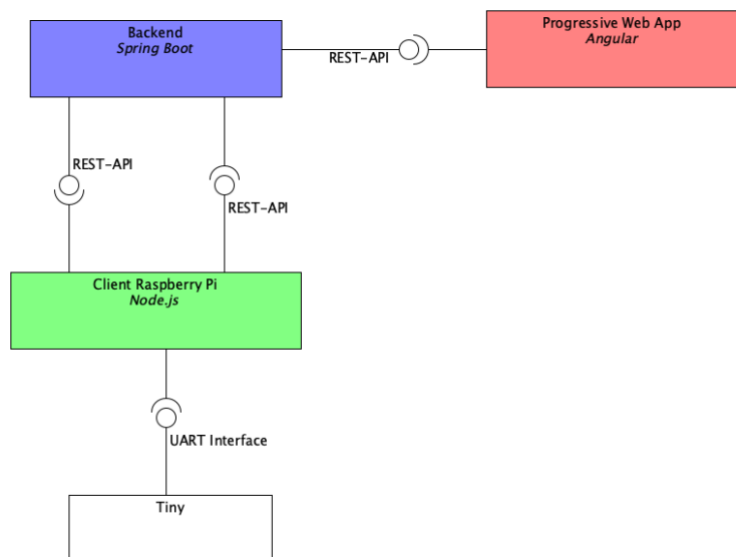 Backend
Spring Boot
Progressive Web App
Angular
REST-API
REST-API
REST-API
Client Raspberry Pi
Node.js
UART Interface
Tiny